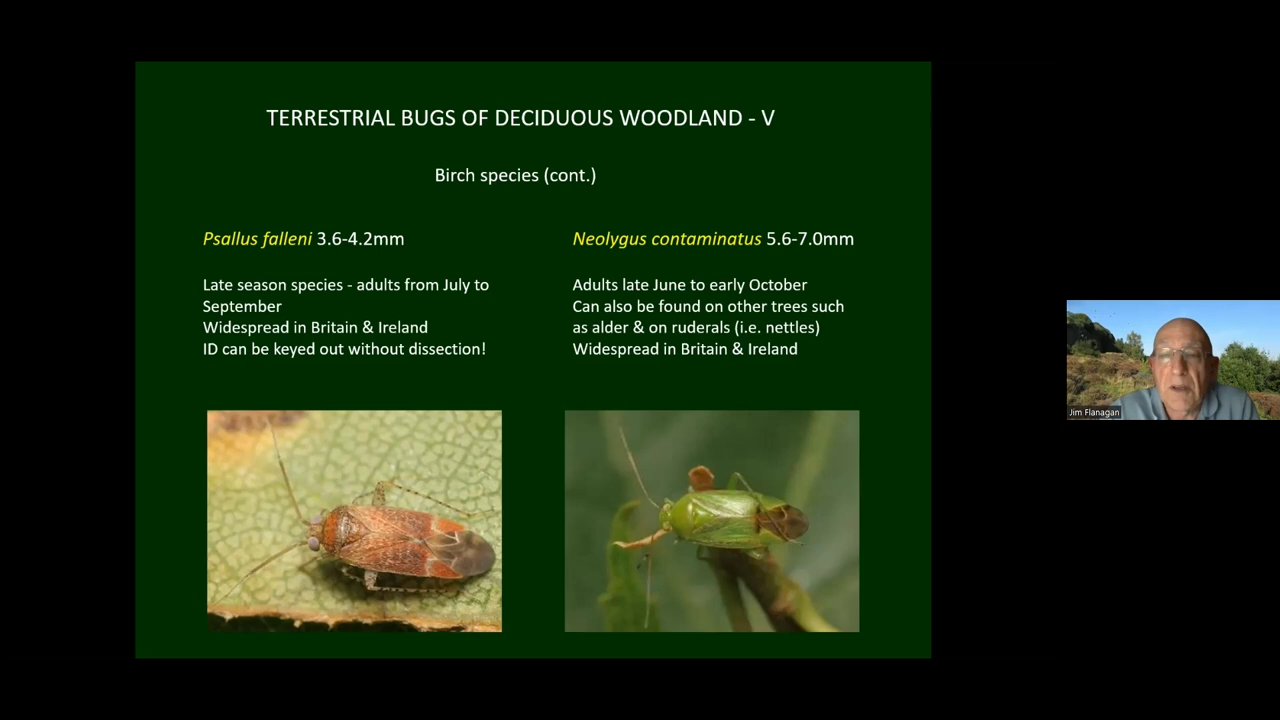 TERRESTRIAL BUGS OF DECIDUOUS WOODLAND - V
Birch species (cont.)
Psallus falleni 3.6-4.2mm
Late season species - adults from July to
September
Widespread in Britain & Ireland
ID can be keyed out without dissection!
Neolygus contaminatus 5.6-7.0mm
Adults late June to early October
Can also be found on other trees such
as alder & on ruderals (i.e. nettles)
Widespread in Britain & Ireland
Jim Flanagan